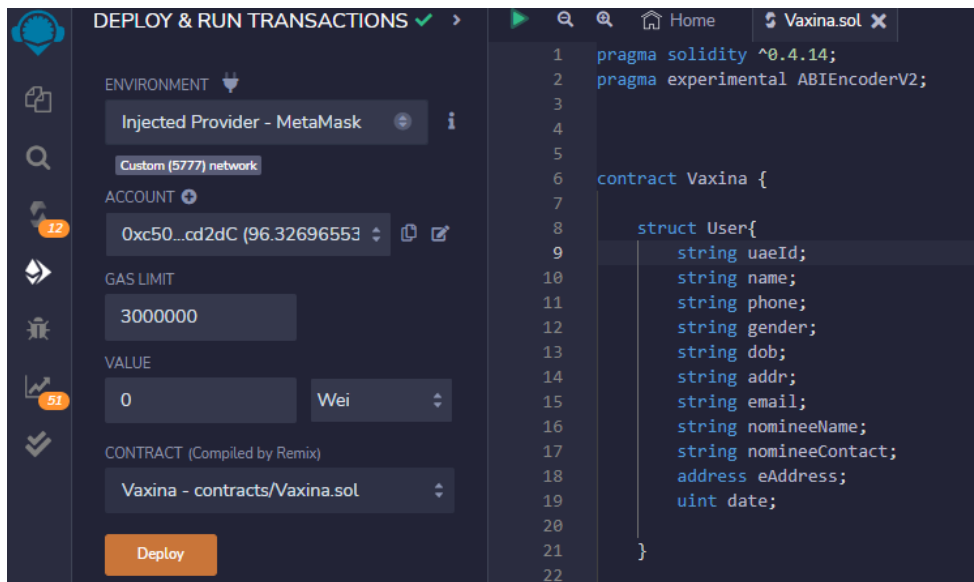 DEPLOY & RUN TRANSACTIONS
ENVIRONMENT
Injected Provider - MetaMask
i
Custom (5777) network
ACCOUNT
0xc50...cd2dC (96.32696553
GAS LIMIT
3000000
VALUE
0
Wei
CONTRACT (Compiled by Remix)
Vaxina - contracts/Vaxina.sol
Deploy
12
51
Home
Vaxina.sol
1 pragma solidity ^0.4.14;
2 pragma experimental ABIEncoderV2;
3
4
5
6 contract Vaxina {
7
8 struct User{
9 string uaeId;
10 string name;
11 string phone;
12 string gender;
13 string dob;
14 string addr;
15 string email;
16 string nomineeName;
17 string nomineeContact;
18 address eAddress;
19 uint date;
20
21 }
22